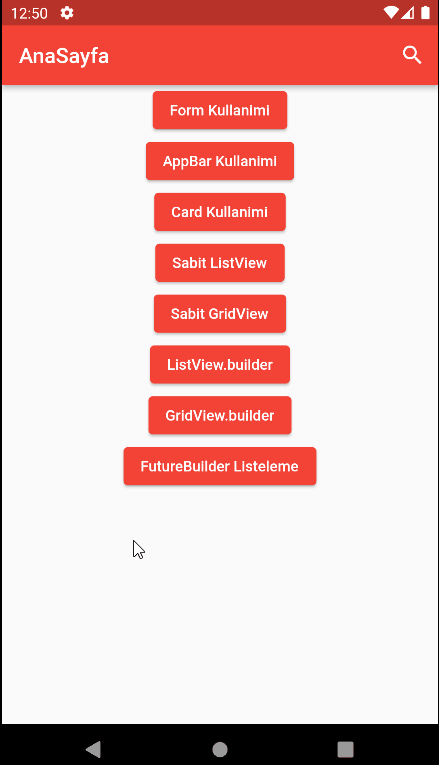 12:50
AnaSayfa
Form Kullanimi
AppBar Kullanimi
Card Kullanimi
Sabit ListView
Sabit GridView
ListView.builder
GridView.builder
FutureBuilder Listeleme